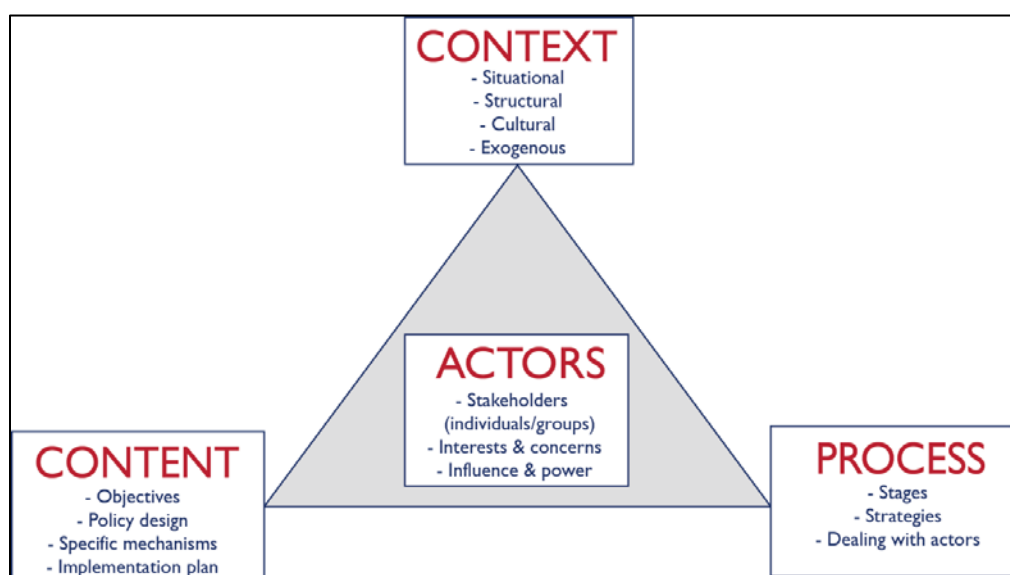 CONTEXT
- Situational
- Structural
- Cultural
- Exogenous
ACTORS
- Stakeholders
(individuals/groups)
- Interests & concerns
- Influence & power
CONTENT
- Objectives
- Policy design
- Specific mechanisms
- Implementation plan
PROCESS
- Stages
- Strategies
- Dealing with actors